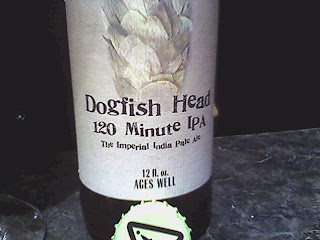 Dogfish Head
120 Minute IPA
The Imperial India Pale Ale
12 fl. oz.
AGES WELL